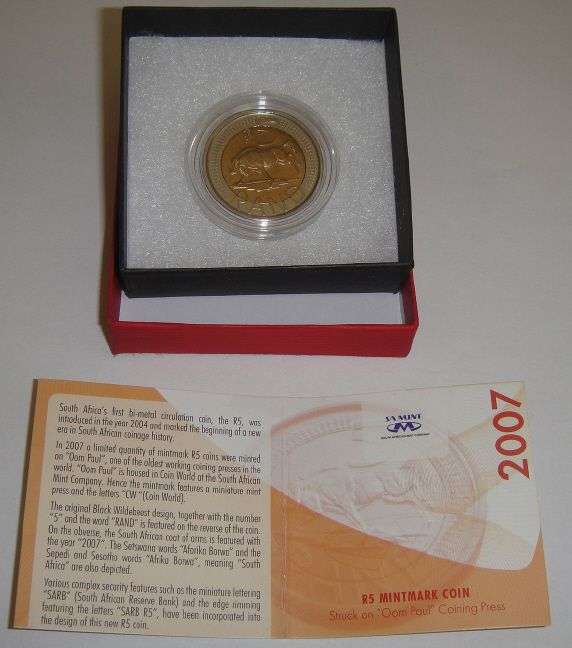 South Africa's first bi-metal circulation coin, the R5, was
introduced in the year 2004 and marked the beginning of a new
era in South African coinage history.
In 2007 a limited quantity of mintmark R5 coins were minted
on "Oom Paul", one of the oldest working coining presses in the
world. "Oom Paul" is housed in Coin World at the South African
Mint Company. Hence the mintmark features a miniature mint
press and the letters "CW" (Coin World).
The original Black Wildebeest design, together with the number
"5" and the word "RAND" is featured on the reverse of the coin.
On the obverse, the South African coat of arms is featured with
the year "2007". The Setswana words "Aforika Borwa" and the
Sepedi and Sesotho words "Afrika Borwa", meaning "South
Africa" are also depicted.
Various complex security features such as the miniature lettering
"SARB" (South African Reserve Bank) and the edge rimming
featuring the letters "SARB R5", have been incorporated into
the design of this new R5 coin.
SA MINT
2007
R5 MINTMARK COIN
Struck on "Oom Paul" Coining Press